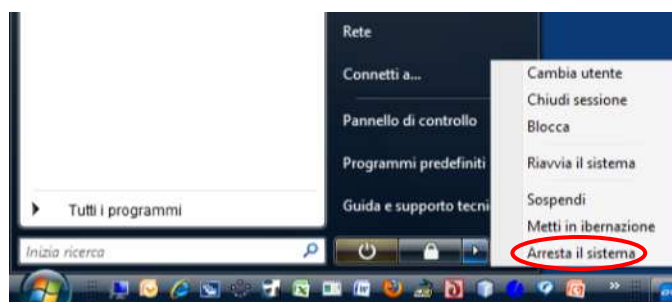 Rete
Connetti a...
Pannello di controllo
Programmi predefiniti
Guida e supporto tecni
Tutti i programmi
Inizia ricerca
Cambia utente
Chiudi sessione
Blocca
Riavvia il sistema
Sospendi
Metti in ibernazione
Arresta il sistema